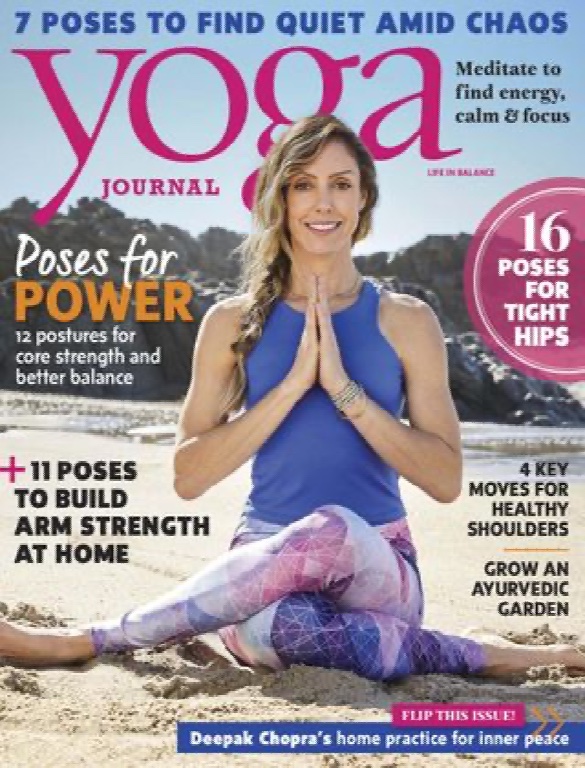 7 POSES TO FIND QUIET AMID CHAOS
yoga
JOURNAL
Meditate to
find energy,
calm & focus
LIFE IN BALANCE
16
POSES
FOR
TIGHT
HIPS
Poses for
POWER
12 postures for
core strength and
better balance
+ 11 POSES
TO BUILD
ARM STRENGTH
AT HOME
4 KEY
MOVES FOR
HEALTHY
SHOULDERS
GROW AN
AYURVEDIC
GARDEN
FLIP THIS ISSUE!
Deepak Chopra's home practice for inner peace